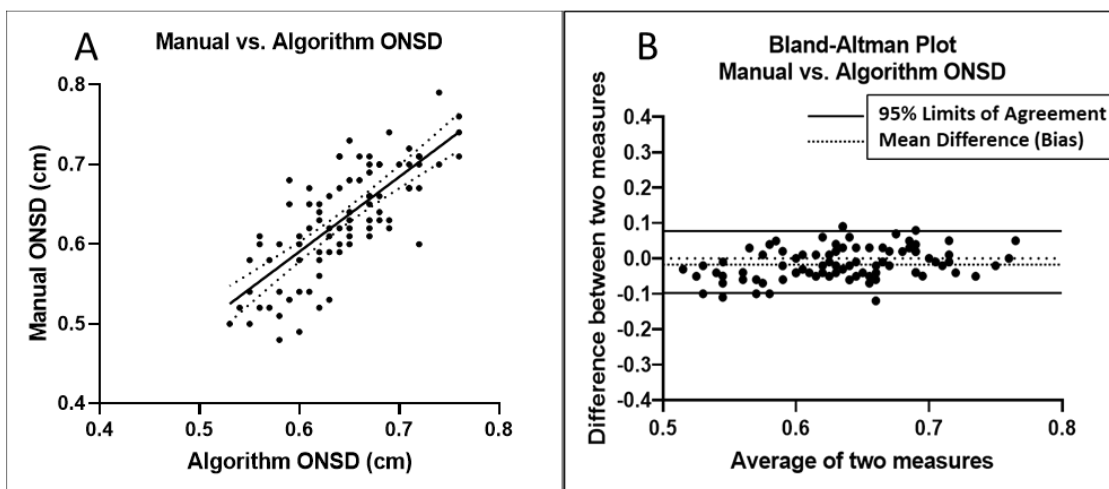 A
Manual vs. Algorithm ONSD
Manual ONSD (cm)
0.8
0.7
0.6
0.5
0.4
0.4
0.5
0.6
0.7
0.8
Algorithm ONSD (cm)
B
Bland-Altman Plot
Manual vs. Algorithm ONSD
95% Limits of Agreement
Mean Difference (Bias)
Difference between two measures
0.4
0.3
0.2
0.1
0.0
-0.1
-0.2
-0.3
-0.4
0.5
0.6
0.7
0.8
Average of two measures